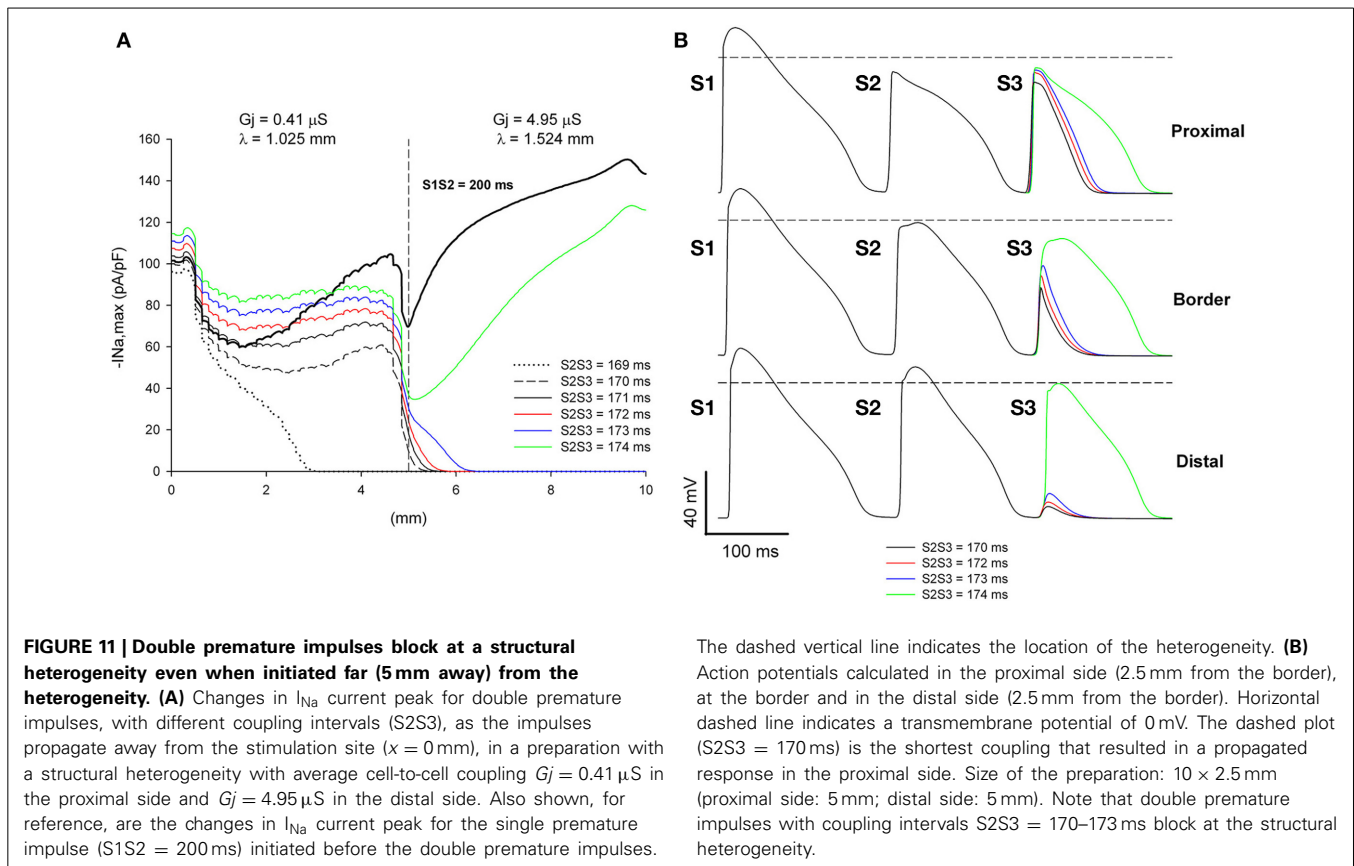 A
Gj = 0.41 µS
λ = 1.025 mm
Gj = 4.95 µS
λ = 1.524 mm
S1S2 = 200 ms
-INa,max (pA/pF)
160
140
120
100
80
60
40
20
0
0
2
4
6
8
10
(mm)
S2S3 = 169 ms
S2S3 = 170 ms
S2S3 = 171 ms
S2S3 = 172 ms
S2S3 = 173 ms
S2S3 = 174 ms
B
S1
S2
S3
Proximal
S1
S2
S3
Border
S1
S2
S3
Distal
40 mV
100 ms
S2S3 = 170 ms
S2S3 = 172 ms
S2S3 = 173 ms
S2S3 = 174 ms
FIGURE 11 | Double premature impulses block at a structural
heterogeneity even when initiated far (5 mm away) from the
heterogeneity. (A) Changes in INa current peak for double premature
impulses, with different coupling intervals (S2S3), as the impulses
propagate away from the stimulation site (x = 0 mm), in a preparation with
a structural heterogeneity with average cell-to-cell coupling Gj = 0.41 µS in
the proximal side and Gj = 4.95 µS in the distal side. Also shown, for
reference, are the changes in INa current peak for the single premature
impulse (S1S2 = 200 ms) initiated before the double premature impulses.
The dashed vertical line indicates the location of the heterogeneity. (B)
Action potentials calculated in the proximal side (2.5 mm from the border),
at the border and in the distal side (2.5 mm from the border). Horizontal
dashed line indicates a transmembrane potential of 0 mV. The dashed plot
(S2S3 = 170 ms) is the shortest coupling that resulted in a propagated
response in the proximal side. Size of the preparation: 10 × 2.5 mm
(proximal side: 5 mm; distal side: 5 mm). Note that double premature
impulses with coupling intervals S2S3 = 170–173 ms block at the structural
heterogeneity.